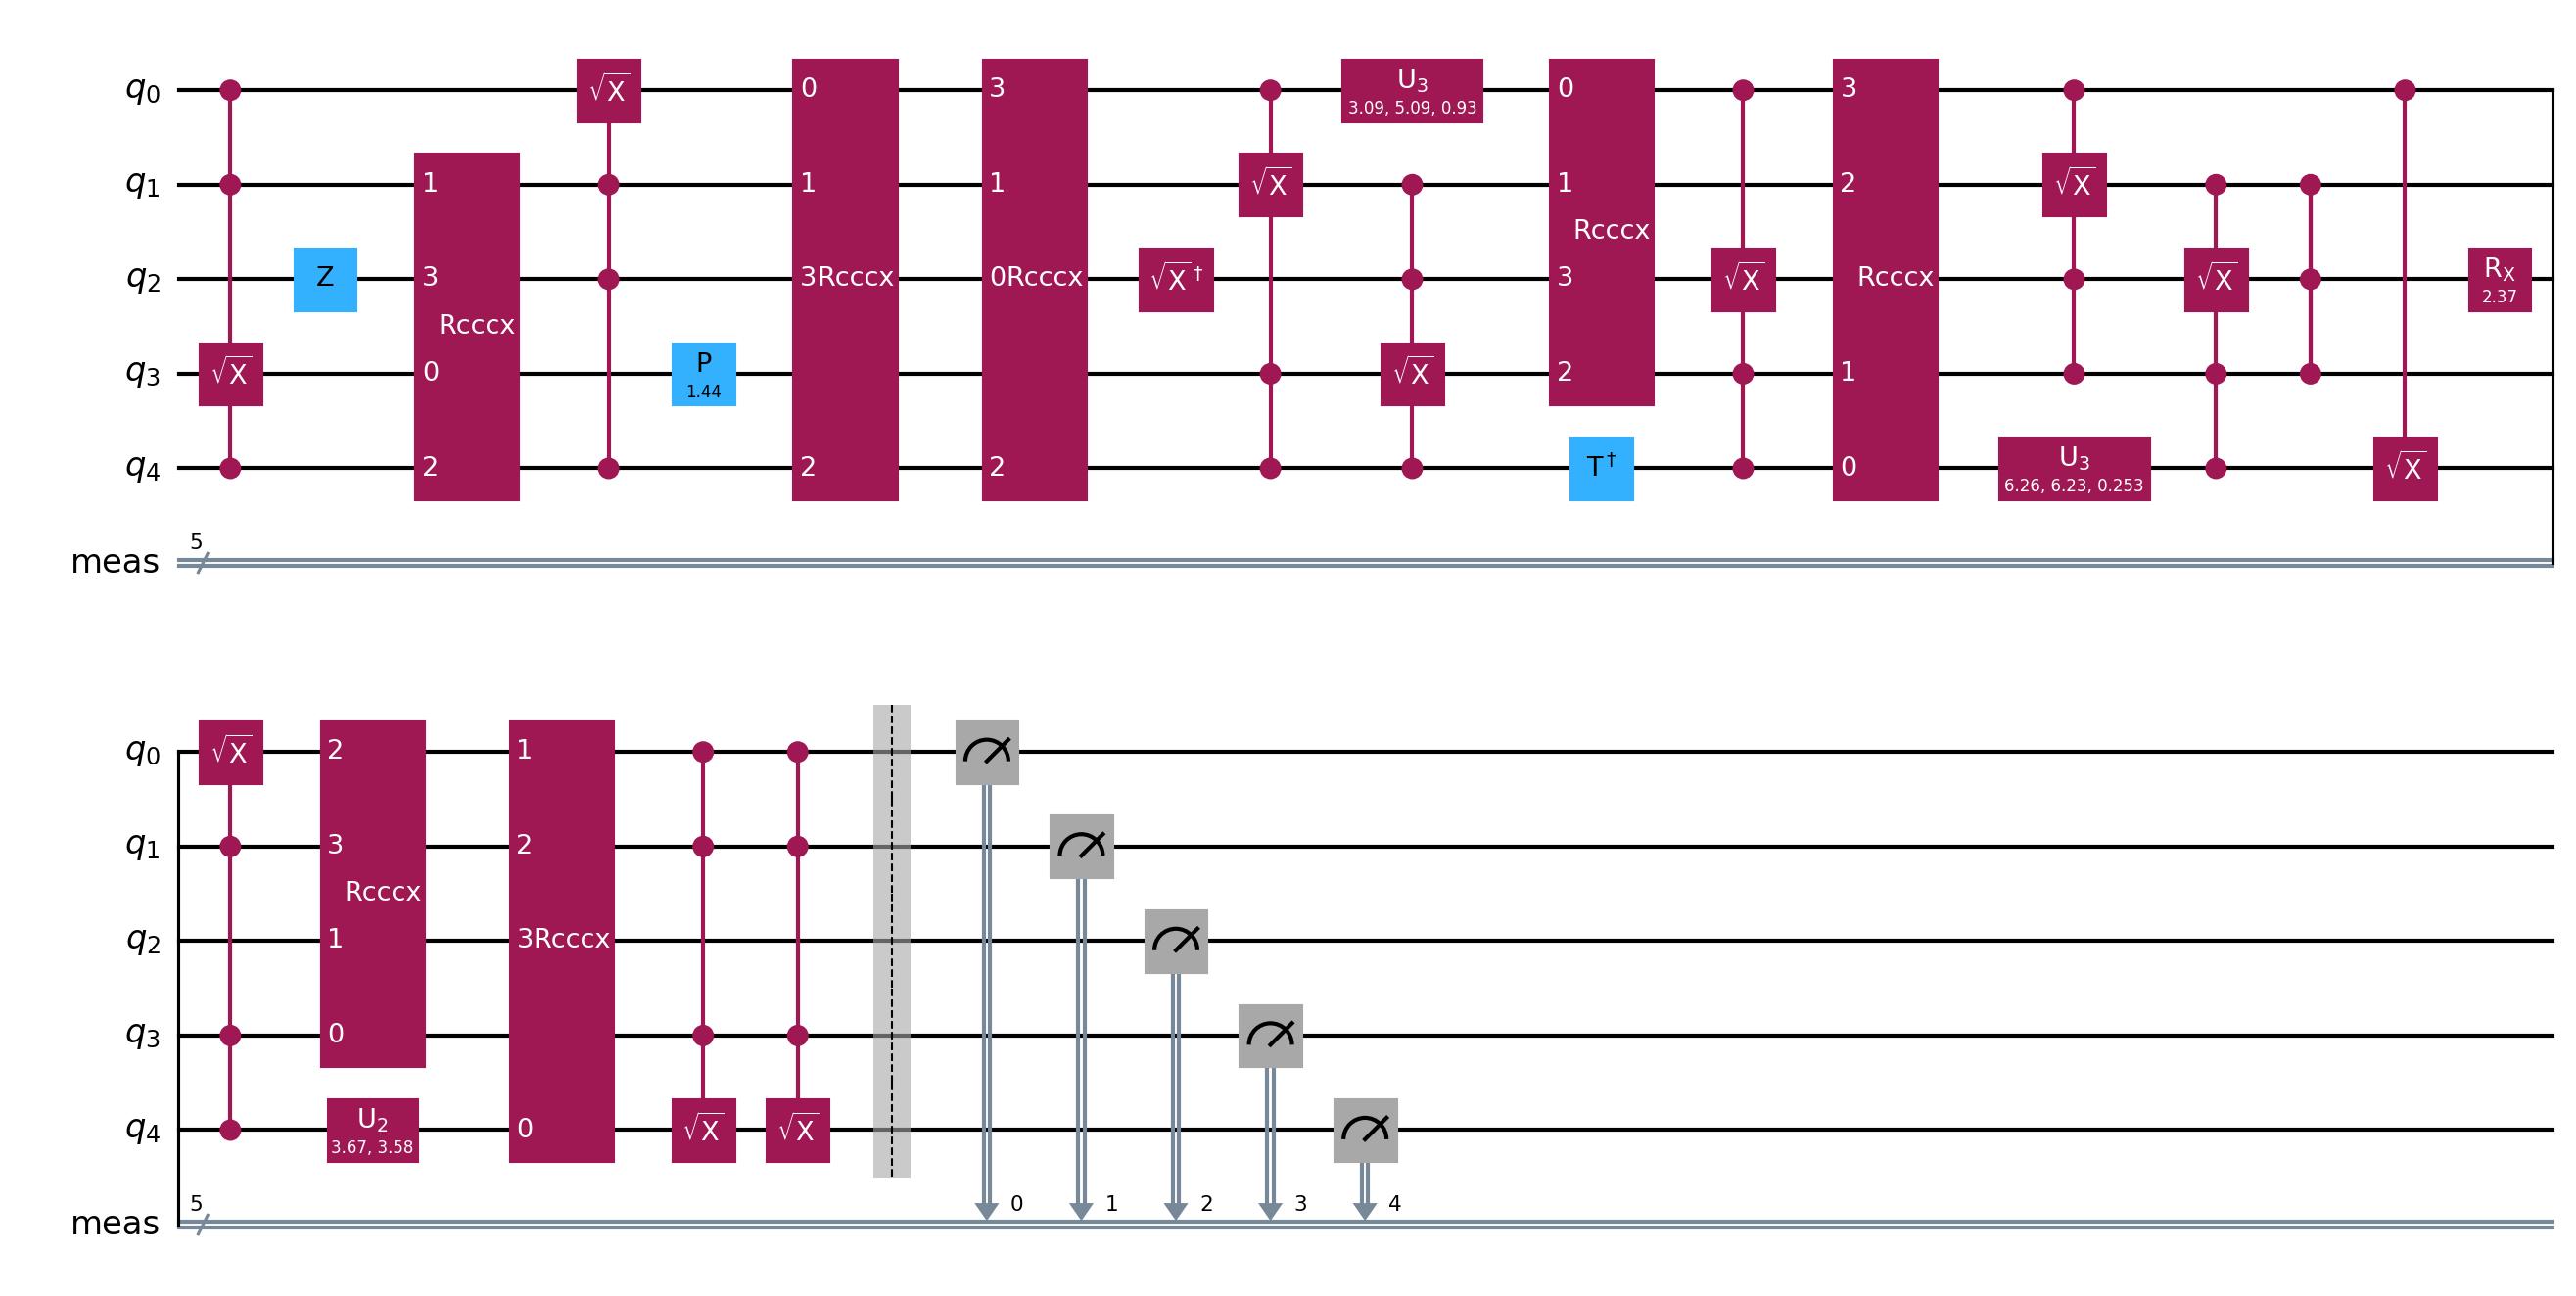 q0 √X 0 3 U3 3.09, 5.09, 0.93 0 3
q1 1 1 1 √X 1 Rcccx 2 √X
q2 Z 3 Rcccx 3Rcccx 0Rcccx √X† 3 √X Rcccx √X RX 2.37
q3 √X 0 P 1.44 √X 2 1
q4 2 2 2 T† 0 U3 6.26, 6.23, 0.253 √X
meas 5
q0 √X 2 1
q1 3 Rcccx 2
q2 1 3Rcccx
q3 0
q4 U2 3.67, 3.58 0 √X √X
meas 5 0 1 2 3 4